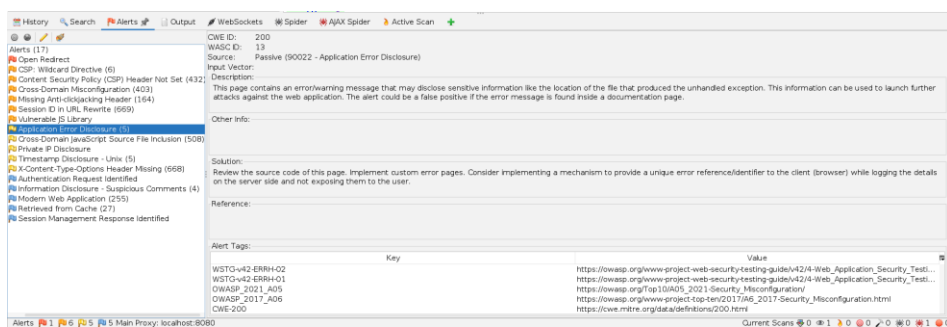 History Search Alerts Output WebSockets Spider AJAX Spider Active Scan
Alerts (17)
Open Redirect
CSP: Wildcard Directive (6)
Content Security Policy (CSP) Header Not Set (432)
Cross-Domain Misconfiguration (403)
Missing Anti-clickjacking Header (164)
Session ID in URL Rewrite (669)
Vulnerable JS Library
Application Error Disclosure (5)
Cross-Domain JavaScript Source File Inclusion (508)
Private IP Disclosure
Timestamp Disclosure - Unix (5)
X-Content-Type-Options Header Missing (668)
Authentication Request Identified
Information Disclosure - Suspicious Comments (4)
Modern Web Application (255)
Retrieved from Cache (27)
Session Management Response Identified
CWE ID: 200
WASC ID: 13
Source: Passive (90022 - Application Error Disclosure)
Input Vector:
Description:
This page contains an error/warning message that may disclose sensitive information like the location of the file that produced the unhandled exception. This information can be used to launch further
attacks against the web application. The alert could be a false positive if the error message is found inside a documentation page.
Other Info:
Solution:
Review the source code of this page. Implement custom error pages. Consider implementing a mechanism to provide a unique error reference/identifier to the client (browser) while logging the details
on the server side and not exposing them to the user.
Reference:
Alert Tags:
Key Value
WSTG-v42-ERRH-02 https://owasp.org/www-project-web-security-testing-guide/v42/4-Web_Application_Security_Testi...
WSTG-v42-ERRH-01 https://owasp.org/www-project-web-security-testing-guide/v42/4-Web_Application_Security_Testi...
OWASP_2021_A05 https://owasp.org/Top10/A05_2021-Security_Misconfiguration/
OWASP_2017_A06 https://owasp.org/www-project-top-ten/2017/A6_2017-Security_Misconfiguration.html
CWE-200 https://cwe.mitre.org/data/definitions/200.html
Alerts 1 6 5 5 Main Proxy: localhost:8080 Current Scans 0 1 0 0 0 0 1